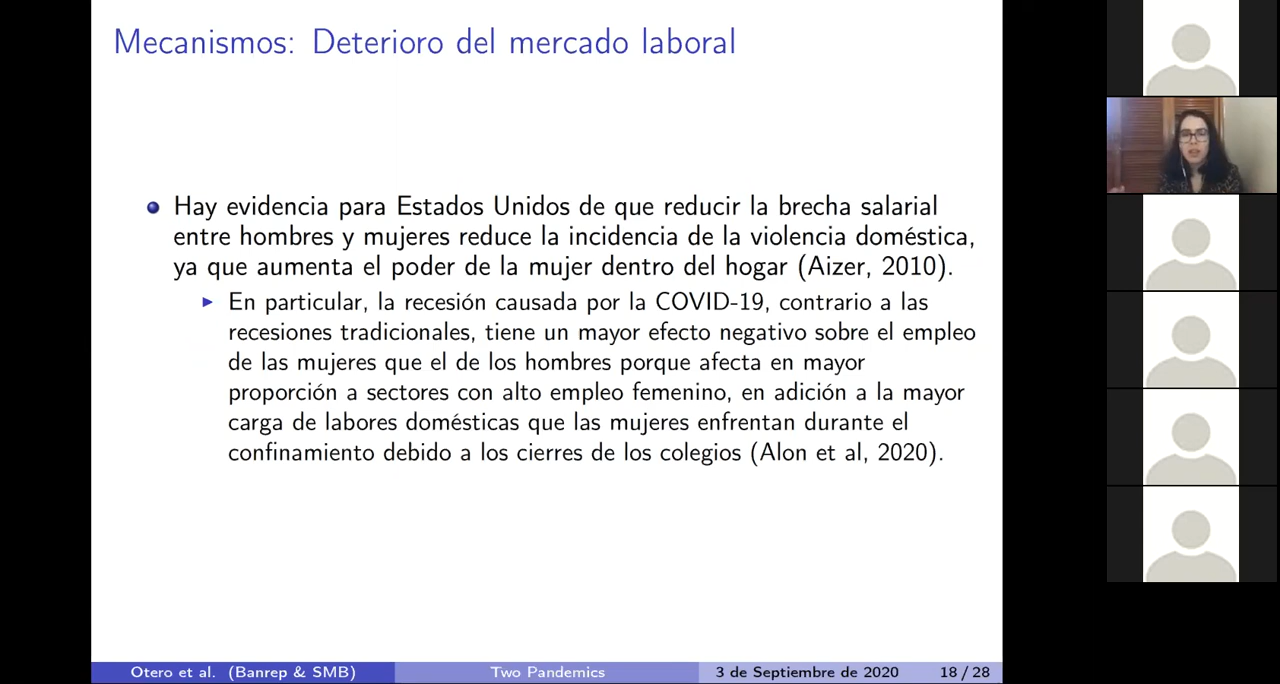 Mecanismos: Deterioro del mercado laboral
Hay evidencia para Estados Unidos de que reducir la brecha salarial
entre hombres y mujeres reduce la incidencia de la violencia doméstica,
ya que aumenta el poder de la mujer dentro del hogar (Aizer, 2010).
En particular, la recesión causada por la COVID-19, contrario a las
recesiones tradicionales, tiene un mayor efecto negativo sobre el empleo
de las mujeres que el de los hombres porque afecta en mayor
proporción a sectores con alto empleo femenino, en adición a la mayor
carga de labores domésticas que las mujeres enfrentan durante el
confinamiento debido a los cierres de los colegios (Alon et al, 2020).
Otero et al. (Banrep & SMB) Two Pandemics 3 de Septiembre de 2020 18 / 28